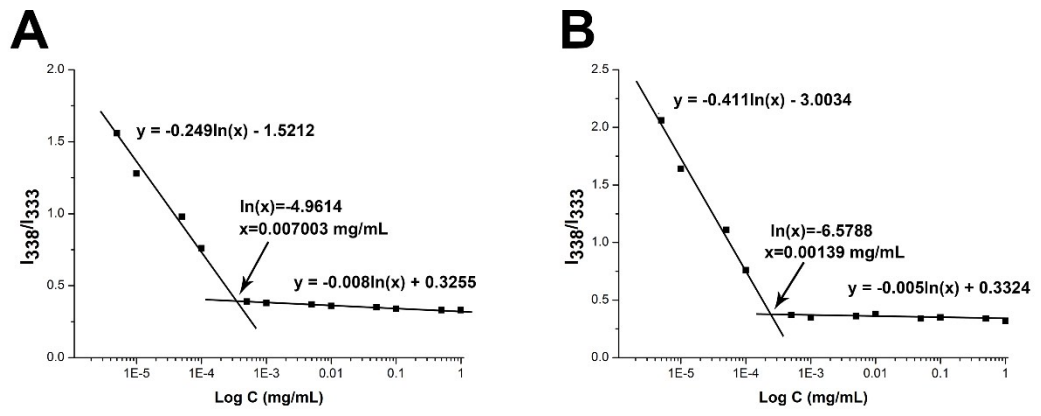 A
2.0
1.5
1.0
0.5
0.0
I338/I333
y = -0.249ln(x) - 1.5212
ln(x)=-4.9614
x=0.007003 mg/mL
y = -0.008ln(x) + 0.3255
1E-5 1E-4 1E-3 0.01 0.1 1
Log C (mg/mL)
B
2.5
2.0
1.5
1.0
0.5
0.0
I338/I333
y = -0.411ln(x) - 3.0034
ln(x)=-6.5788
x=0.00139 mg/mL
y = -0.005ln(x) + 0.3324
1E-5 1E-4 1E-3 0.01 0.1 1
Log C (mg/mL)